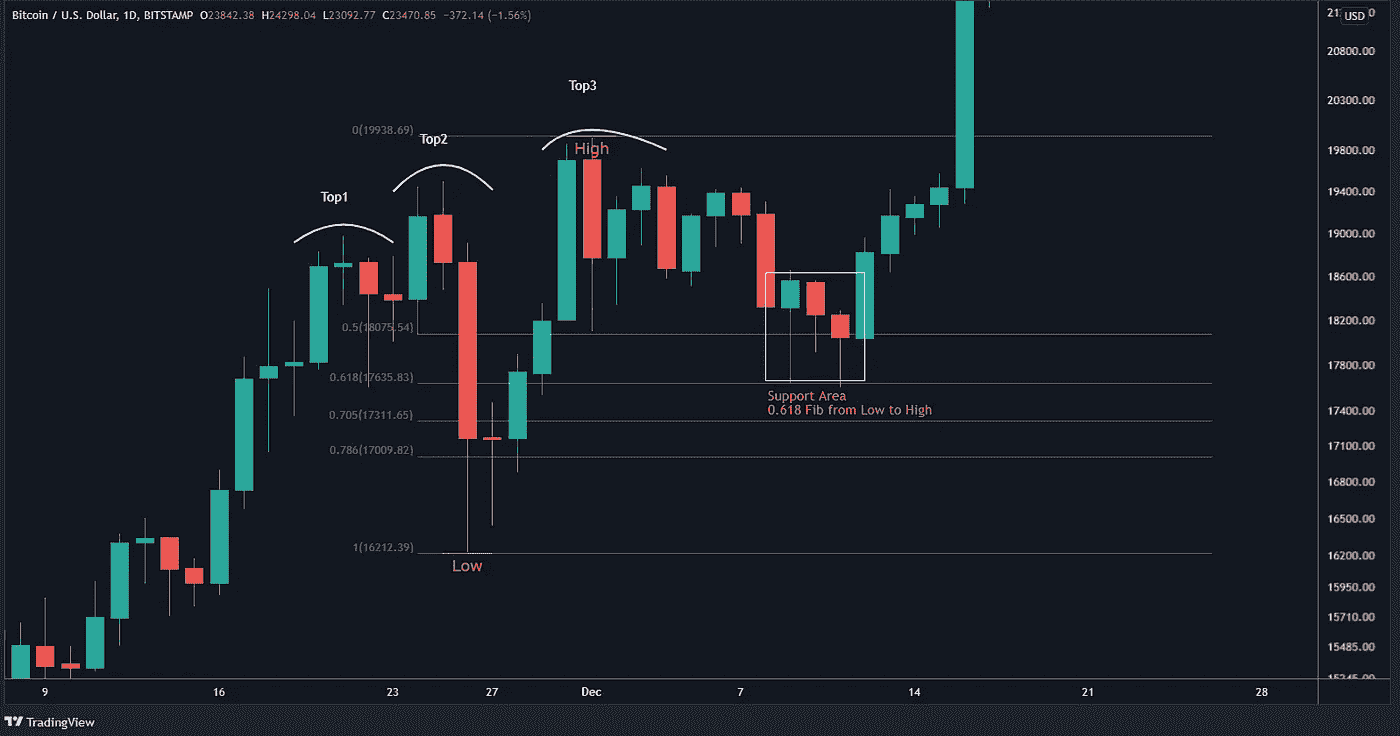 Bitcoin / U.S. Dollar, 1D, BITSTAMP O23842.38 H24298.04 L23092.77 C23470.85 −372.14 (−1.56%)
USD
20800.00
20300.00
19800.00
19400.00
19000.00
18600.00
18200.00
17800.00
17400.00
17100.00
16800.00
16500.00
16200.00
15950.00
15710.00
15485.00
Top3
0(19938.69)
Top2
High
Top1
0.5(18075.54)
0.618(17635.83)
Support Area
0.618 Fib from Low to High
0.705(17311.65)
0.786(17009.82)
1(16212.39)
Low
9 16 23 27 Dec 7 14 21 28
TradingView